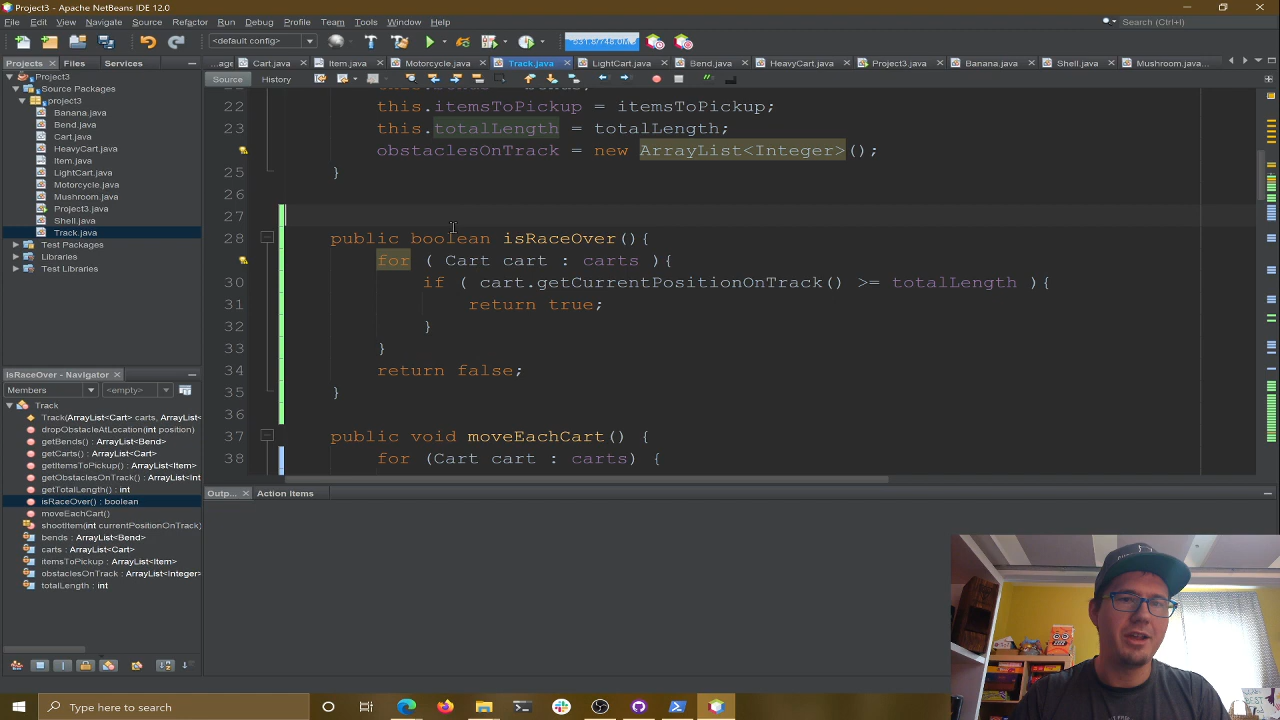 Project3 - Apache NetBeans IDE 12.0
File Edit View Navigate Source Refactor Run Debug Profile Team Tools Window Help
Search (Ctrl+I)
<default config>
Projects Files Services
...age Cart.java Item.java Motorcycle.java Track.java LightCart.java Bend.java HeavyCart.java Project3.java Banana.java Shell.java Mushroom.java
Source History
Project3
Source Packages
project3
Banana.java
Bend.java
Cart.java
HeavyCart.java
Item.java
LightCart.java
Motorcycle.java
Mushroom.java
Project3.java
Shell.java
Track.java
Test Packages
Libraries
Test Libraries
22 this.itemsToPickup = itemsToPickup;
23 this.totalLength = totalLength;
obstaclesOnTrack = new ArrayList<Integer>();
25 }
26
27
28 public boolean isRaceOver(){
for ( Cart cart : carts ){
30 if ( cart.getCurrentPositionOnTrack() >= totalLength ){
31 return true;
32 }
33 }
34 return false;
35 }
36
37 public void moveEachCart() {
38 for (Cart cart : carts) {
isRaceOver - Navigator
Members <empty>
Track
Track(ArrayList<Cart> carts, ArrayList<
dropObstacleAtLocation(int position)
getBends() : ArrayList<Bend>
getCarts() : ArrayList<Cart>
getItemsToPickup() : ArrayList<Item>
getObstaclesOnTrack() : ArrayList<Int
getTotalLength() : int
isRaceOver() : boolean
moveEachCart()
shootItem(int currentPositionOnTrack)
bends : ArrayList<Bend>
carts : ArrayList<Cart>
itemsToPickup : ArrayList<Item>
obstaclesOnTrack : ArrayList<Integer>
totalLength : int
Outp... Action Items
Type here to search